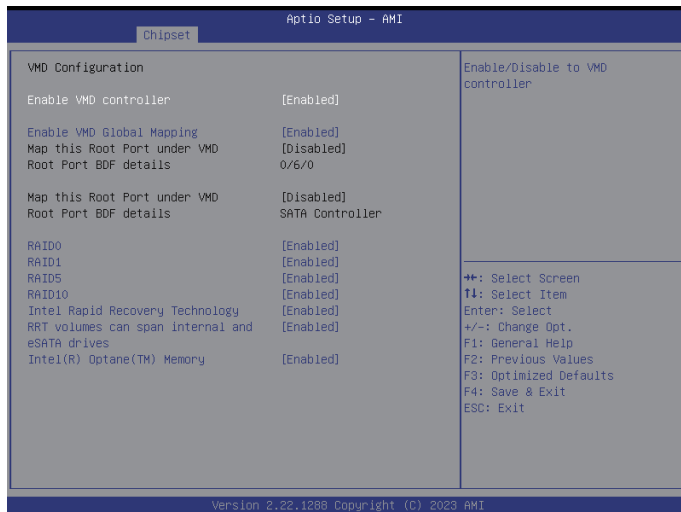 Aptio Setup – AMI
Chipset
VMD Configuration
Enable VMD controller [Enabled]
Enable VMD Global Mapping [Enabled]
Map this Root Port under VMD [Disabled]
Root Port BDF details 0/6/0
Map this Root Port under VMD [Disabled]
Root Port BDF details SATA Controller
RAID0 [Enabled]
RAID1 [Enabled]
RAID5 [Enabled]
RAID10 [Enabled]
Intel Rapid Recovery Technology [Enabled]
RRT volumes can span internal and [Enabled]
eSATA drives
Intel(R) Optane(TM) Memory [Enabled]
Enable/Disable to VMD
controller
→←: Select Screen
↑↓: Select Item
Enter: Select
+/-: Change Opt.
F1: General Help
F2: Previous Values
F3: Optimized Defaults
F4: Save & Exit
ESC: Exit
Version 2.22.1288 Copyright (C) 2023 AMI